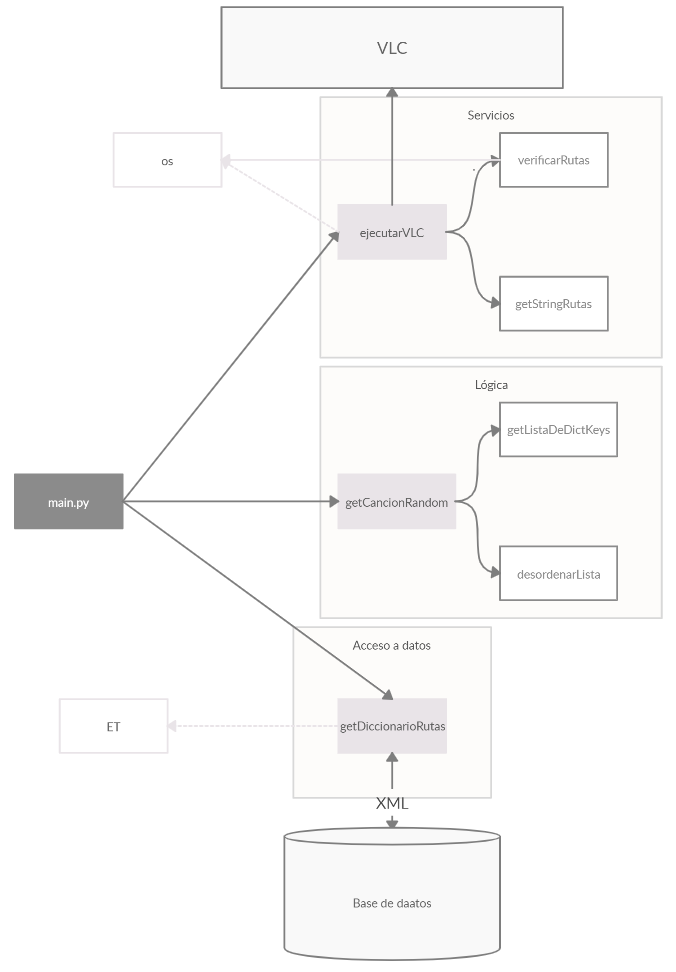 VLC
Servicios
os
verificarRutas
ejecutarVLC
getStringRutas
Lógica
getListaDeDictKeys
main.py
getCancionRandom
desordenarLista
Acceso a datos
ET
getDiccionarioRutas
XML
Base de daatos